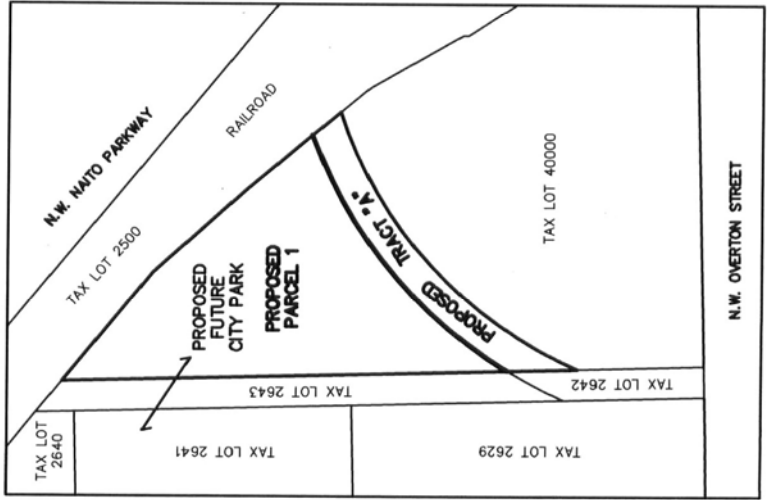 N.W. NAITO PARKWAY
RAILROAD
TAX LOT 2500
PROPOSED
FUTURE
CITY PARK
PROPOSED
PARCEL 1
PROPOSED TRACT "A"
TAX LOT 40000
N.W. OVERTON STREET
TAX LOT 2643
TAX LOT 2642
TAX LOT
2640
TAX LOT 2641
TAX LOT 2629